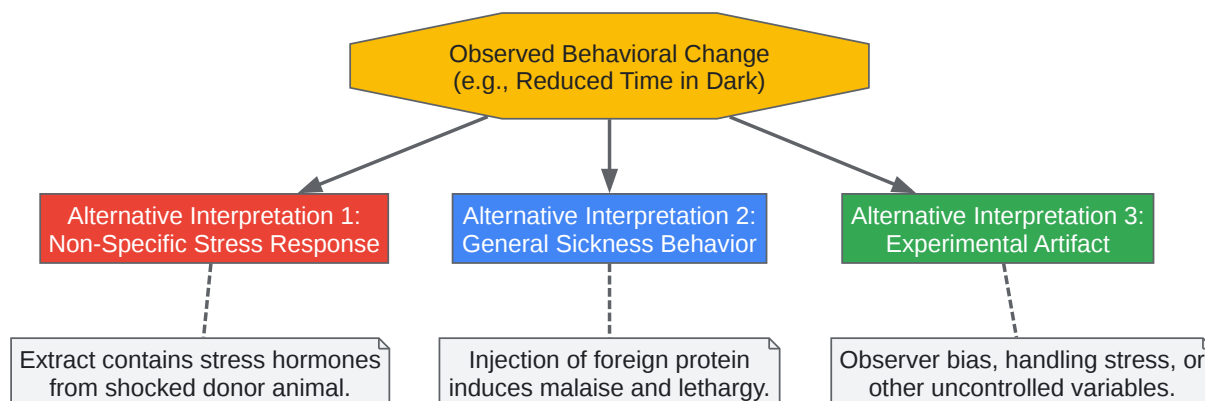 Observed Behavioral Change
(e.g., Reduced Time in Dark)
Alternative Interpretation 1:
Non-Specific Stress Response
Alternative Interpretation 2:
General Sickness Behavior
Alternative Interpretation 3:
Experimental Artifact
Extract contains stress hormones
from shocked donor animal.
Injection of foreign protein
induces malaise and lethargy.
Observer bias, handling stress, or
other uncontrolled variables.